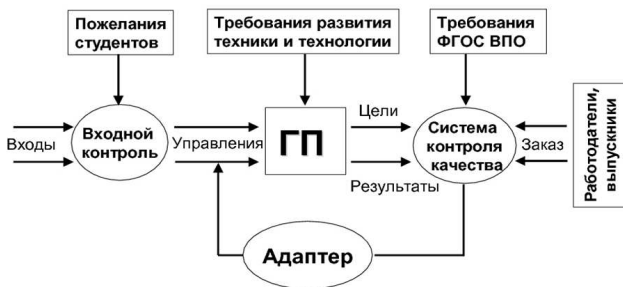 Пожелания
студентов
Требования развития
техники и технологии
Требования
ФГОС ВПО
Входы
Входной
контроль
Управления
ГП
Цели
Результаты
Система
контроля
качества
Заказ
Работодатели,
выпускники
Адаптер